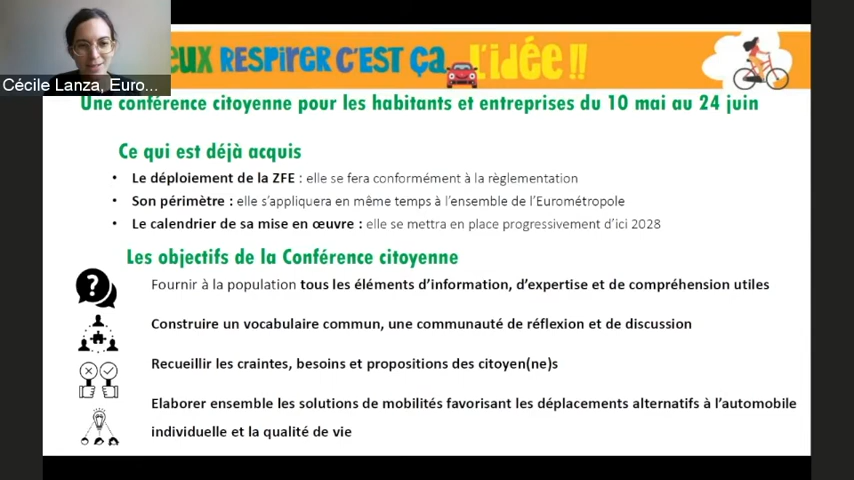 Cécile Lanza, Euro...
EUX RESPIRER C'EST ÇA L'IDÉE !!
Une conférence citoyenne pour les habitants et entreprises du 10 mai au 24 juin
Ce qui est déjà acquis
• Le déploiement de la ZFE : elle se fera conformément à la règlementation
• Son périmètre : elle s'appliquera en même temps à l'ensemble de l'Eurométropole
• Le calendrier de sa mise en œuvre : elle se mettra en place progressivement d'ici 2028
Les objectifs de la Conférence citoyenne
Fournir à la population tous les éléments d'information, d'expertise et de compréhension utiles
Construire un vocabulaire commun, une communauté de réflexion et de discussion
Recueillir les craintes, besoins et propositions des citoyen(ne)s
Elaborer ensemble les solutions de mobilités favorisant les déplacements alternatifs à l'automobile
individuelle et la qualité de vie